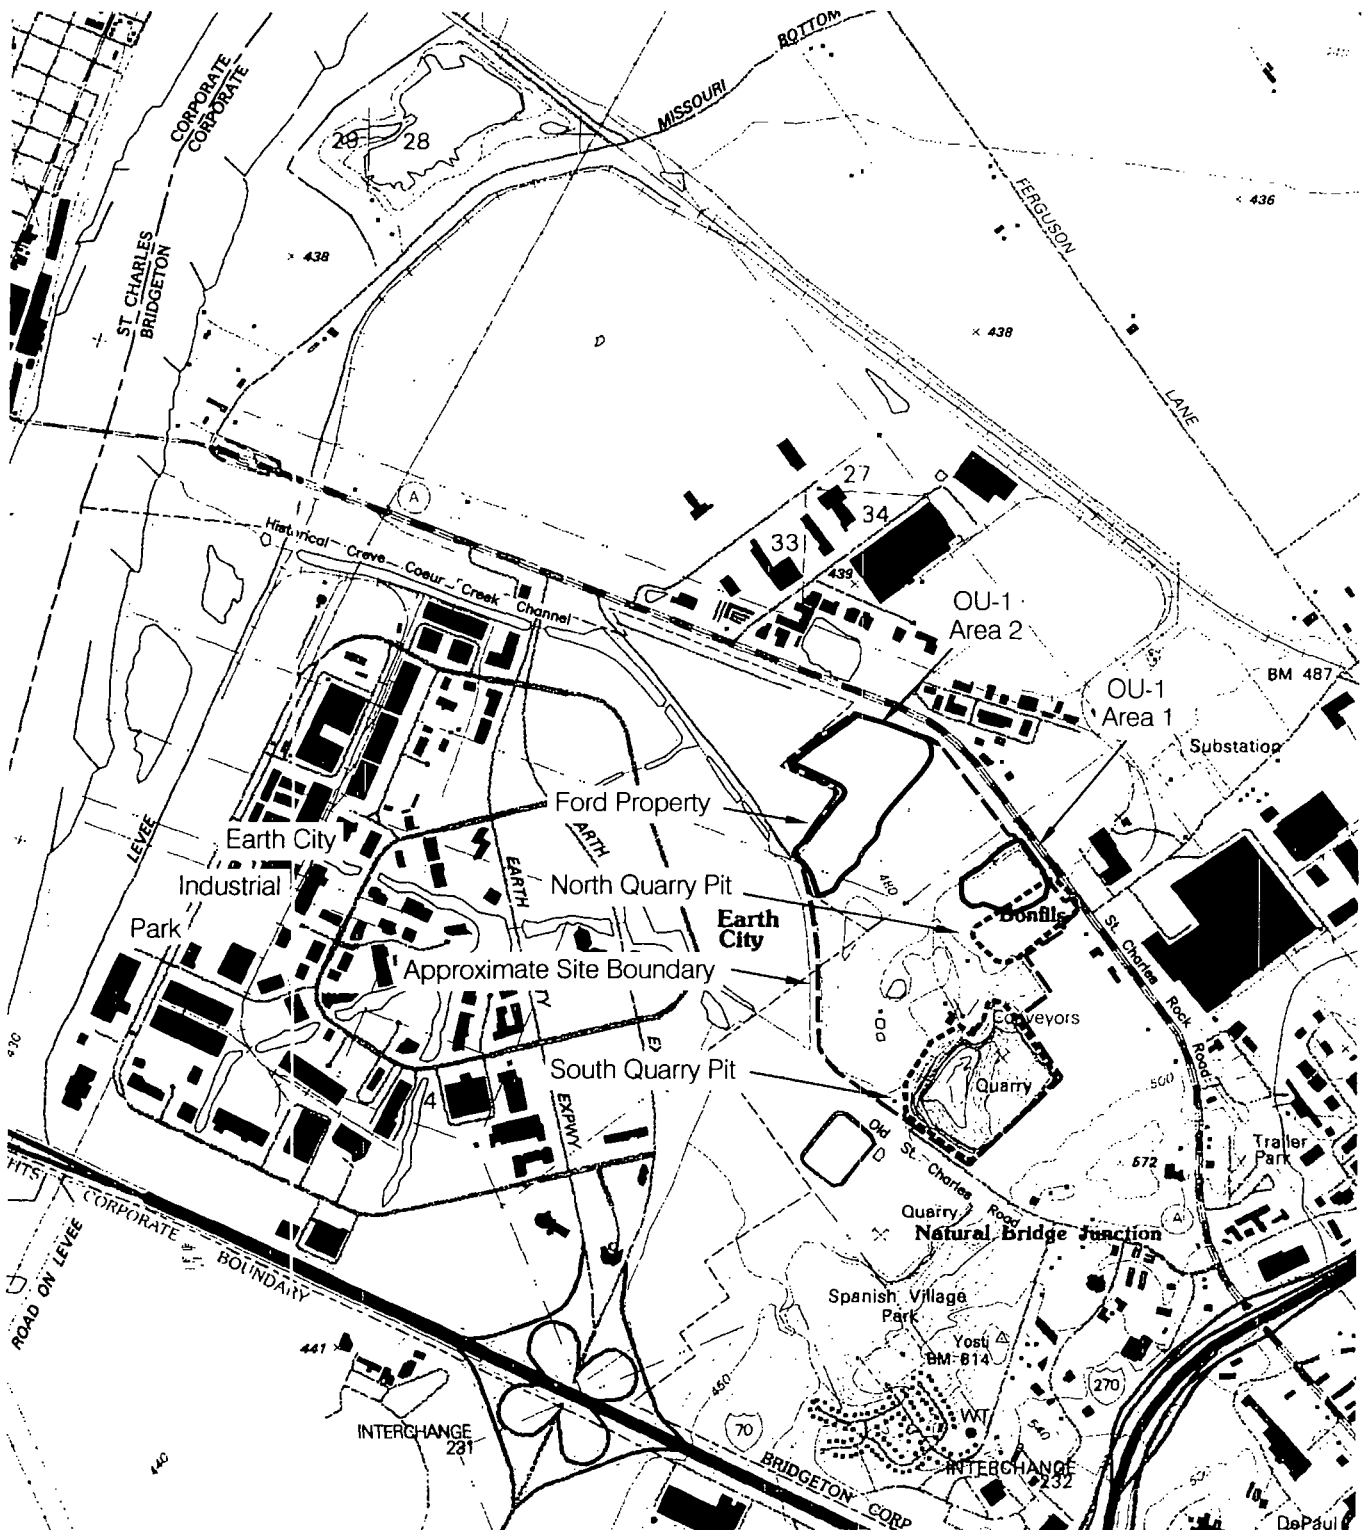 BOTTOM
MISSOURI
CORPORATE
CORPORATE
29
28
FERGUSON
436
ST CHARLES
BRIDGETON
438
438
LANE
A
27
34
33
439
Historical Creve Coeur Creek Channel
OU-1
Area 2
BM 487
OU-1
Area 1
Substation
Ford Property
LEVEE
Earth City
Industrial
Park
EARTH
North Quarry Pit
480
Earth
City
Bonfils
St. Charles Rock Road
Approximate Site Boundary
Conveyors
430
South Quarry Pit
Quarry
500
EXPWY
4
Old St. Charles Road
572
Trailer
Park
CORPORATE BOUNDARY
Quarry
A
Natural Bridge Junction
ROAD ON LEVEE
Spanish Village
Park
441
Yosti
BM 614
450
270
INTERCHANGE
231
70
WT
540
440
BRIDGETON CORP
INTERCHANGE
232
DePaul